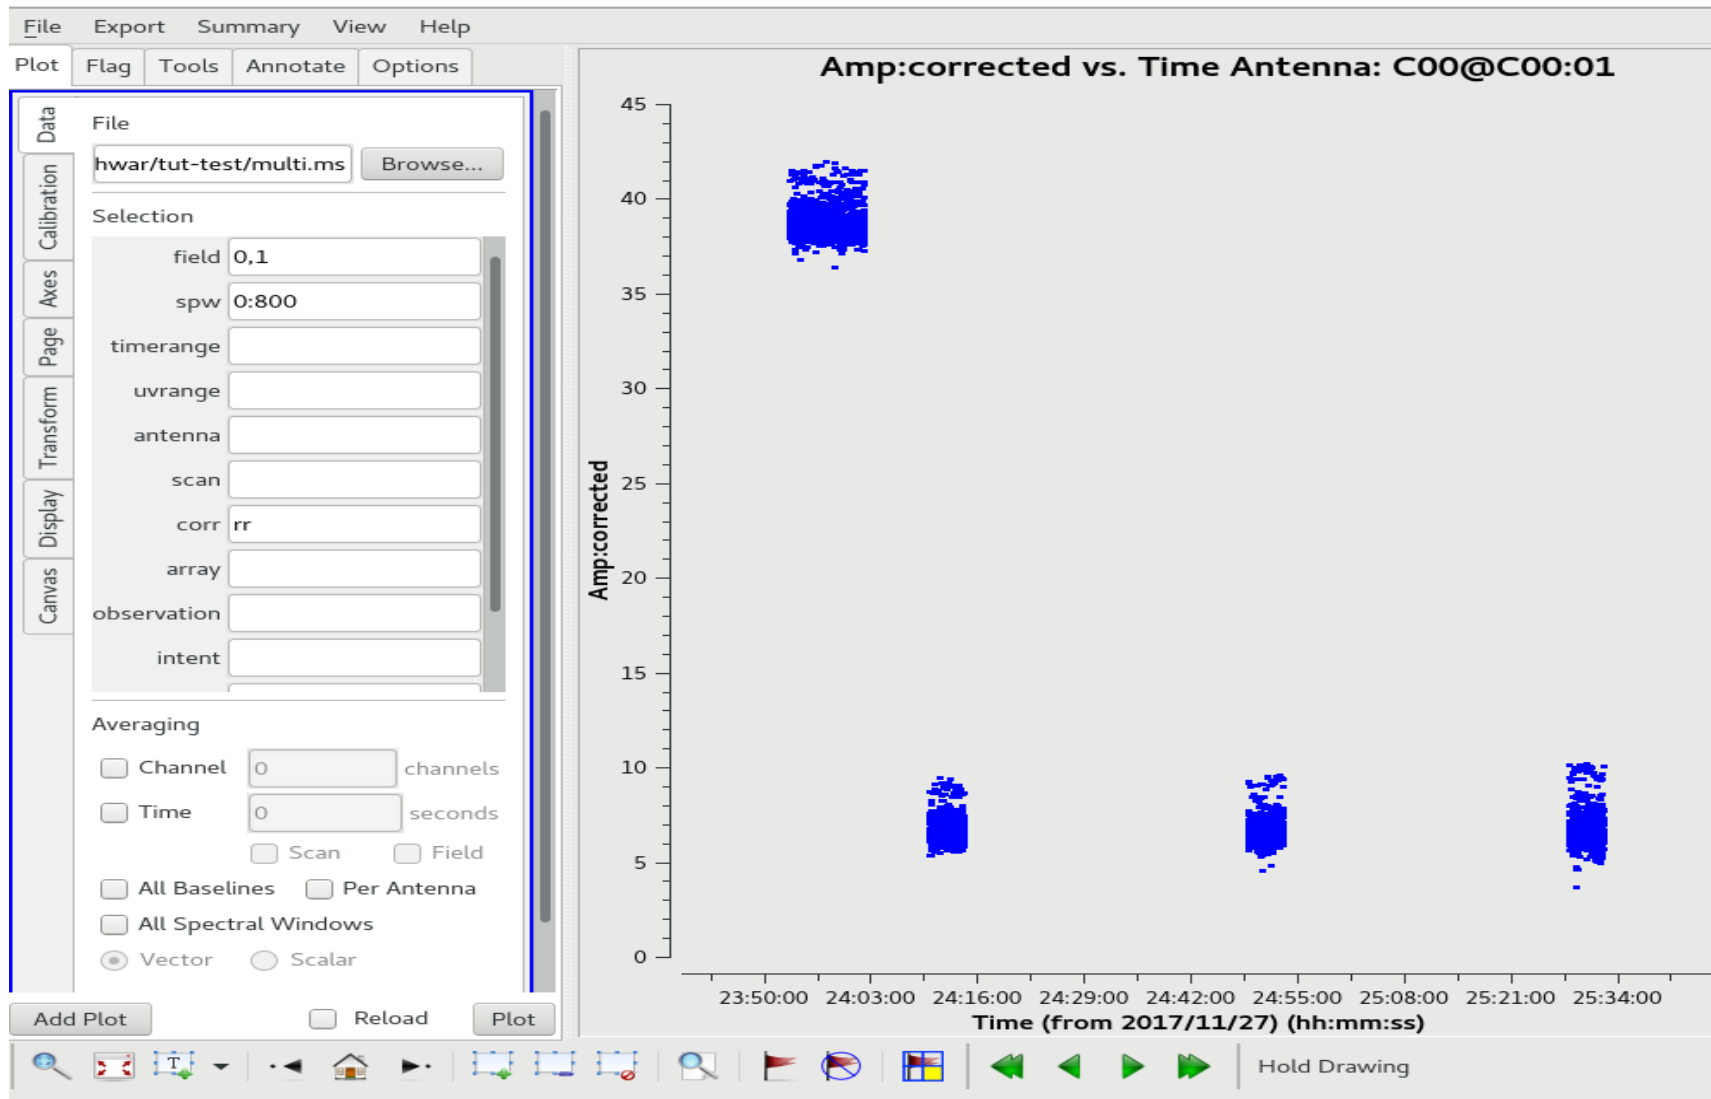 File Export Summary View Help
Plot Flag Tools Annotate Options
Data
Calibration
Axes
Page
Transform
Display
Canvas
File
hwar/tut-test/multi.ms Browse...
Selection
field 0,1
spw 0:800
timerange
uvrange
antenna
scan
corr rr
array
observation
intent
Averaging
Channel 0 channels
Time 0 seconds
Scan Field
All Baselines Per Antenna
All Spectral Windows
Vector Scalar
Add Plot Reload Plot
Amp:corrected vs. Time Antenna: C00@C00:01
Amp:corrected
45
40
35
30
25
20
15
10
5
0
23:50:00 24:03:00 24:16:00 24:29:00 24:42:00 24:55:00 25:08:00 25:21:00 25:34:00
Time (from 2017/11/27) (hh:mm:ss)
T
Hold Drawing